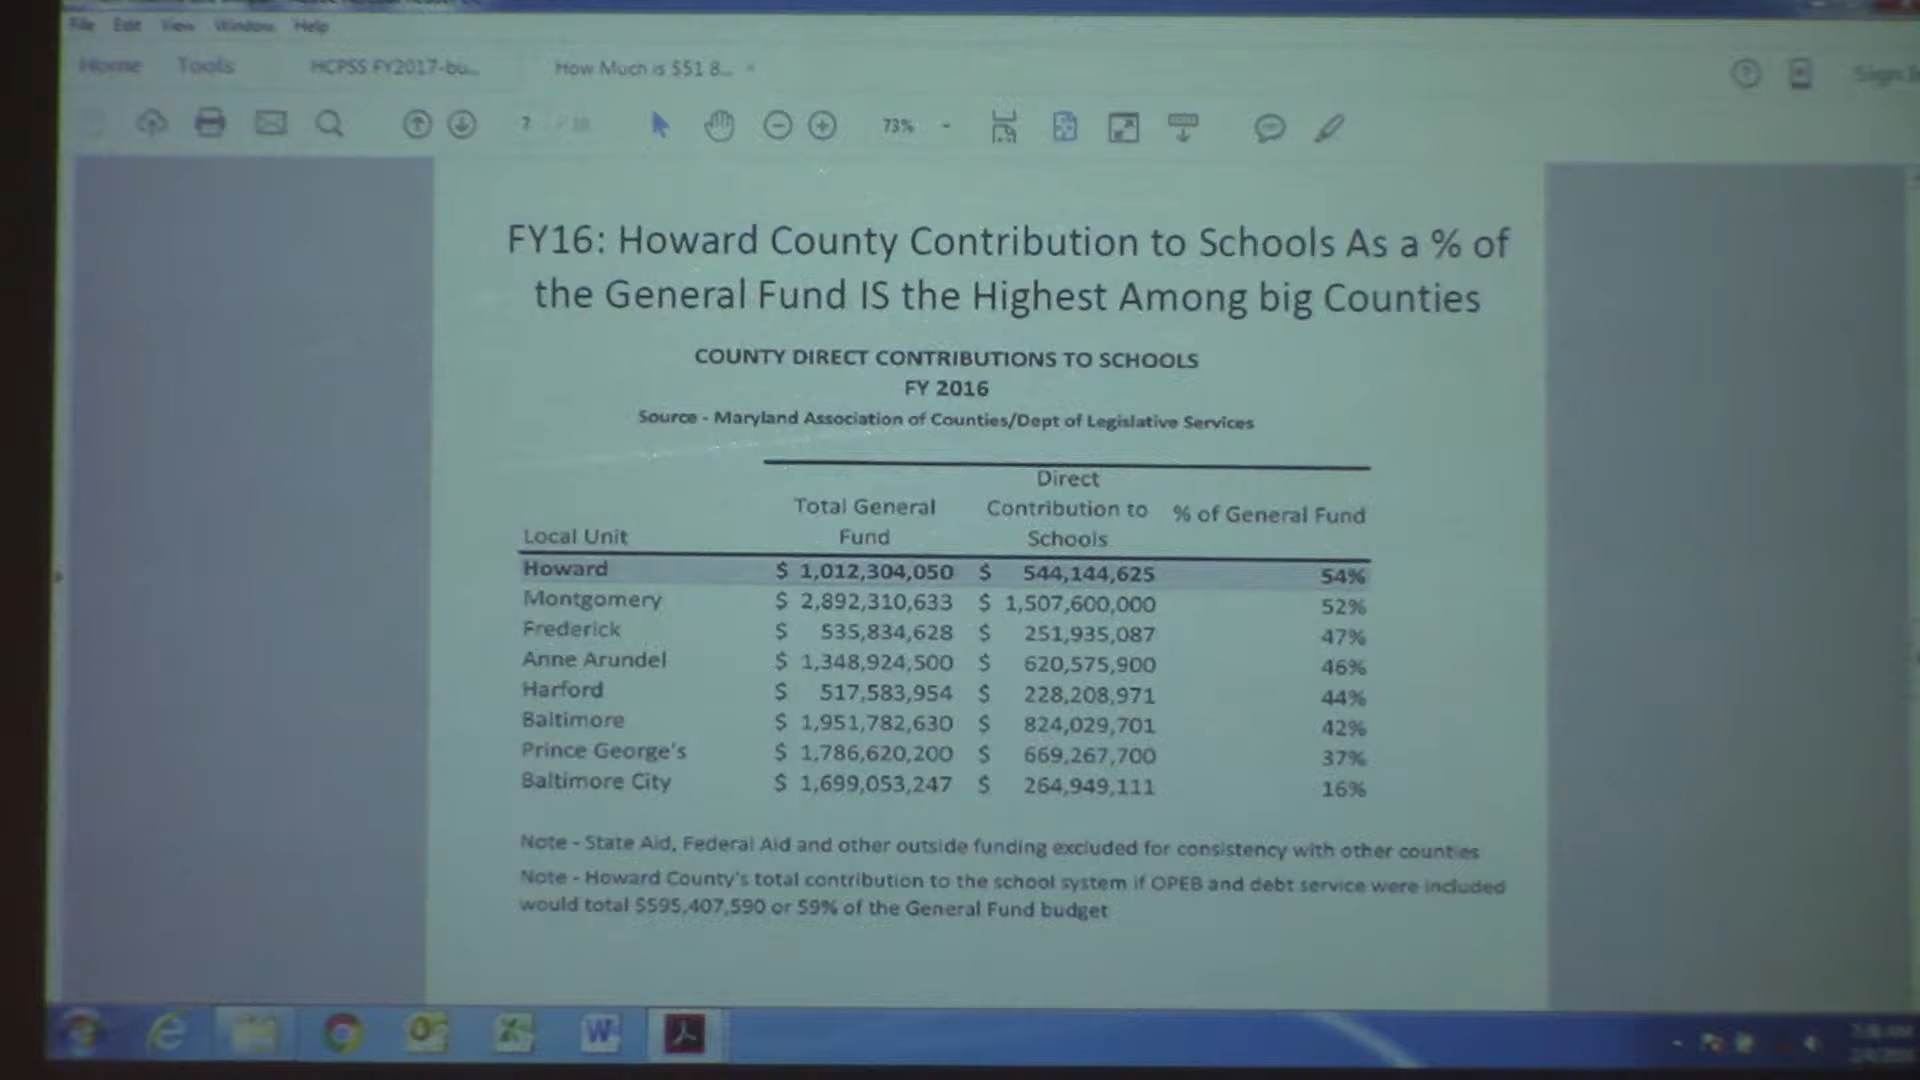 File Edit View Window Help
Home Tools HCPSS FY2017-bu... How Much is $51 8... × Sign In
7 / 10 73%
FY16: Howard County Contribution to Schools As a % of
the General Fund IS the Highest Among big Counties
COUNTY DIRECT CONTRIBUTIONS TO SCHOOLS
FY 2016
Source - Maryland Association of Counties/Dept of Legislative Services
Local Unit Total General Fund Direct Contribution to Schools % of General Fund
Howard $ 1,012,304,050 $ 544,144,625 54%
Montgomery $ 2,892,310,633 $ 1,507,600,000 52%
Frederick $ 535,834,628 $ 251,935,087 47%
Anne Arundel $ 1,348,924,500 $ 620,575,900 46%
Harford $ 517,583,954 $ 228,208,971 44%
Baltimore $ 1,951,782,630 $ 824,029,701 42%
Prince George's $ 1,786,620,200 $ 669,267,700 37%
Baltimore City $ 1,699,053,247 $ 264,949,111 16%
Note - State Aid, Federal Aid and other outside funding excluded for consistency with other counties
Note - Howard County's total contribution to the school system if OPEB and debt service were included
would total $595,407,590 or 59% of the General Fund budget